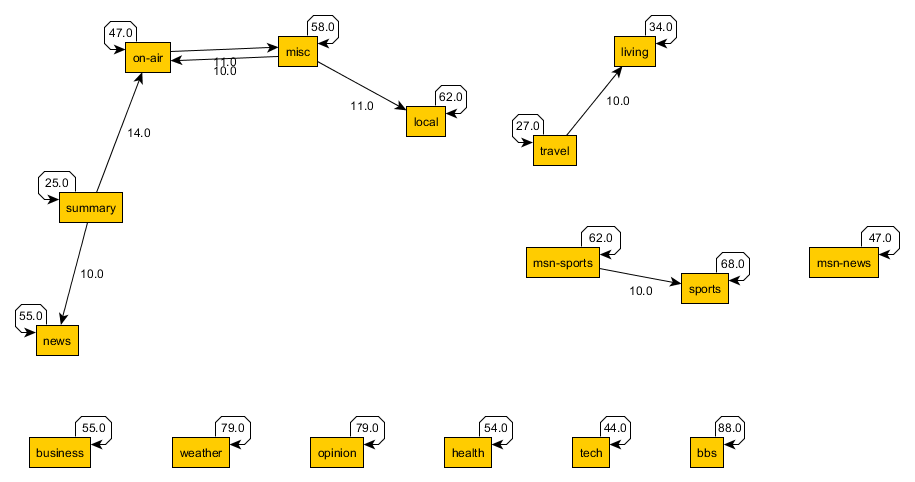 47.0
58.0
34.0
on-air
misc
living
11.0
10.0
62.0
11.0
10.0
local
27.0
14.0
travel
25.0
summary
62.0
47.0
msn-sports
68.0
msn-news
10.0
10.0
sports
55.0
news
55.0
79.0
79.0
54.0
44.0
88.0
business
weather
opinion
health
tech
bbs